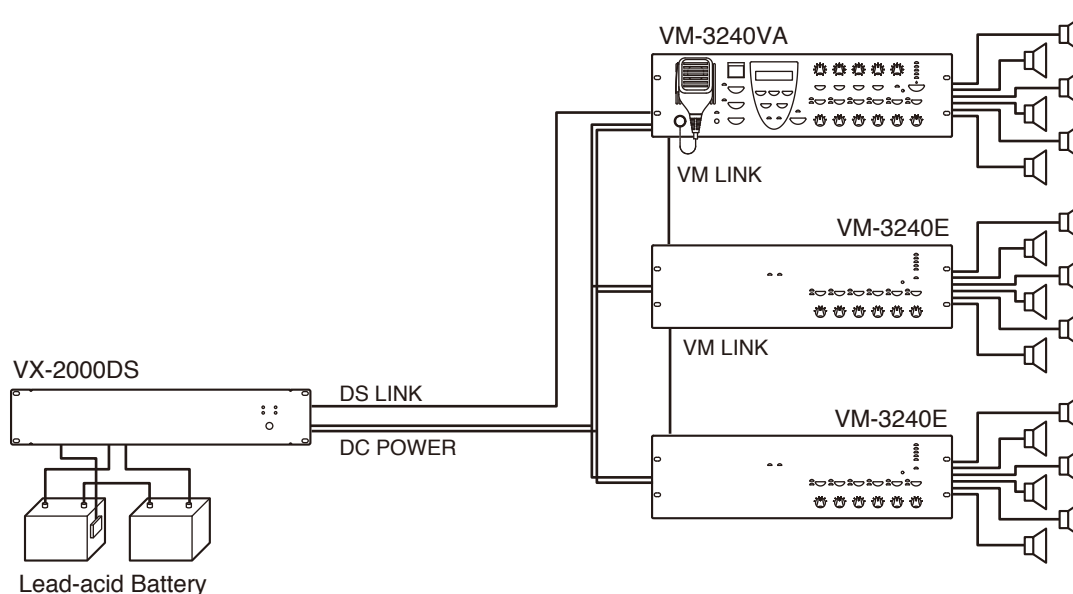 VM-3240VA
VM LINK
VM-3240E
VM LINK
VX-2000DS
DS LINK
DC POWER
VM-3240E
Lead-acid Battery